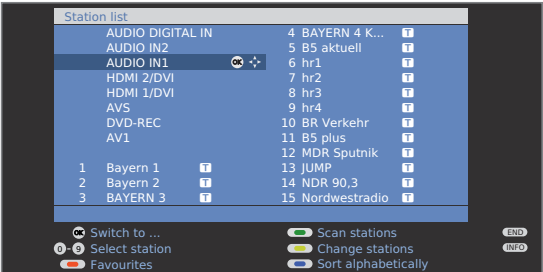 Station list
AUDIO DIGITAL IN
AUDIO IN2
AUDIO IN1 OK
HDMI 2/DVI
HDMI 1/DVI
AVS
DVD-REC
AV1
1 Bayern 1 T
2 Bayern 2 T
3 BAYERN 3 T
4 BAYERN 4 K... T
5 B5 aktuell T
6 hr1 T
7 hr2 T
8 hr3 T
9 hr4 T
10 BR Verkehr T
11 B5 plus T
12 MDR Sputnik T
13 JUMP T
14 NDR 90,3 T
15 Nordwestradio T
OK Switch to ...
0-9 Select station
Favourites
Scan stations
Change stations
Sort alphabetically
END
INFO